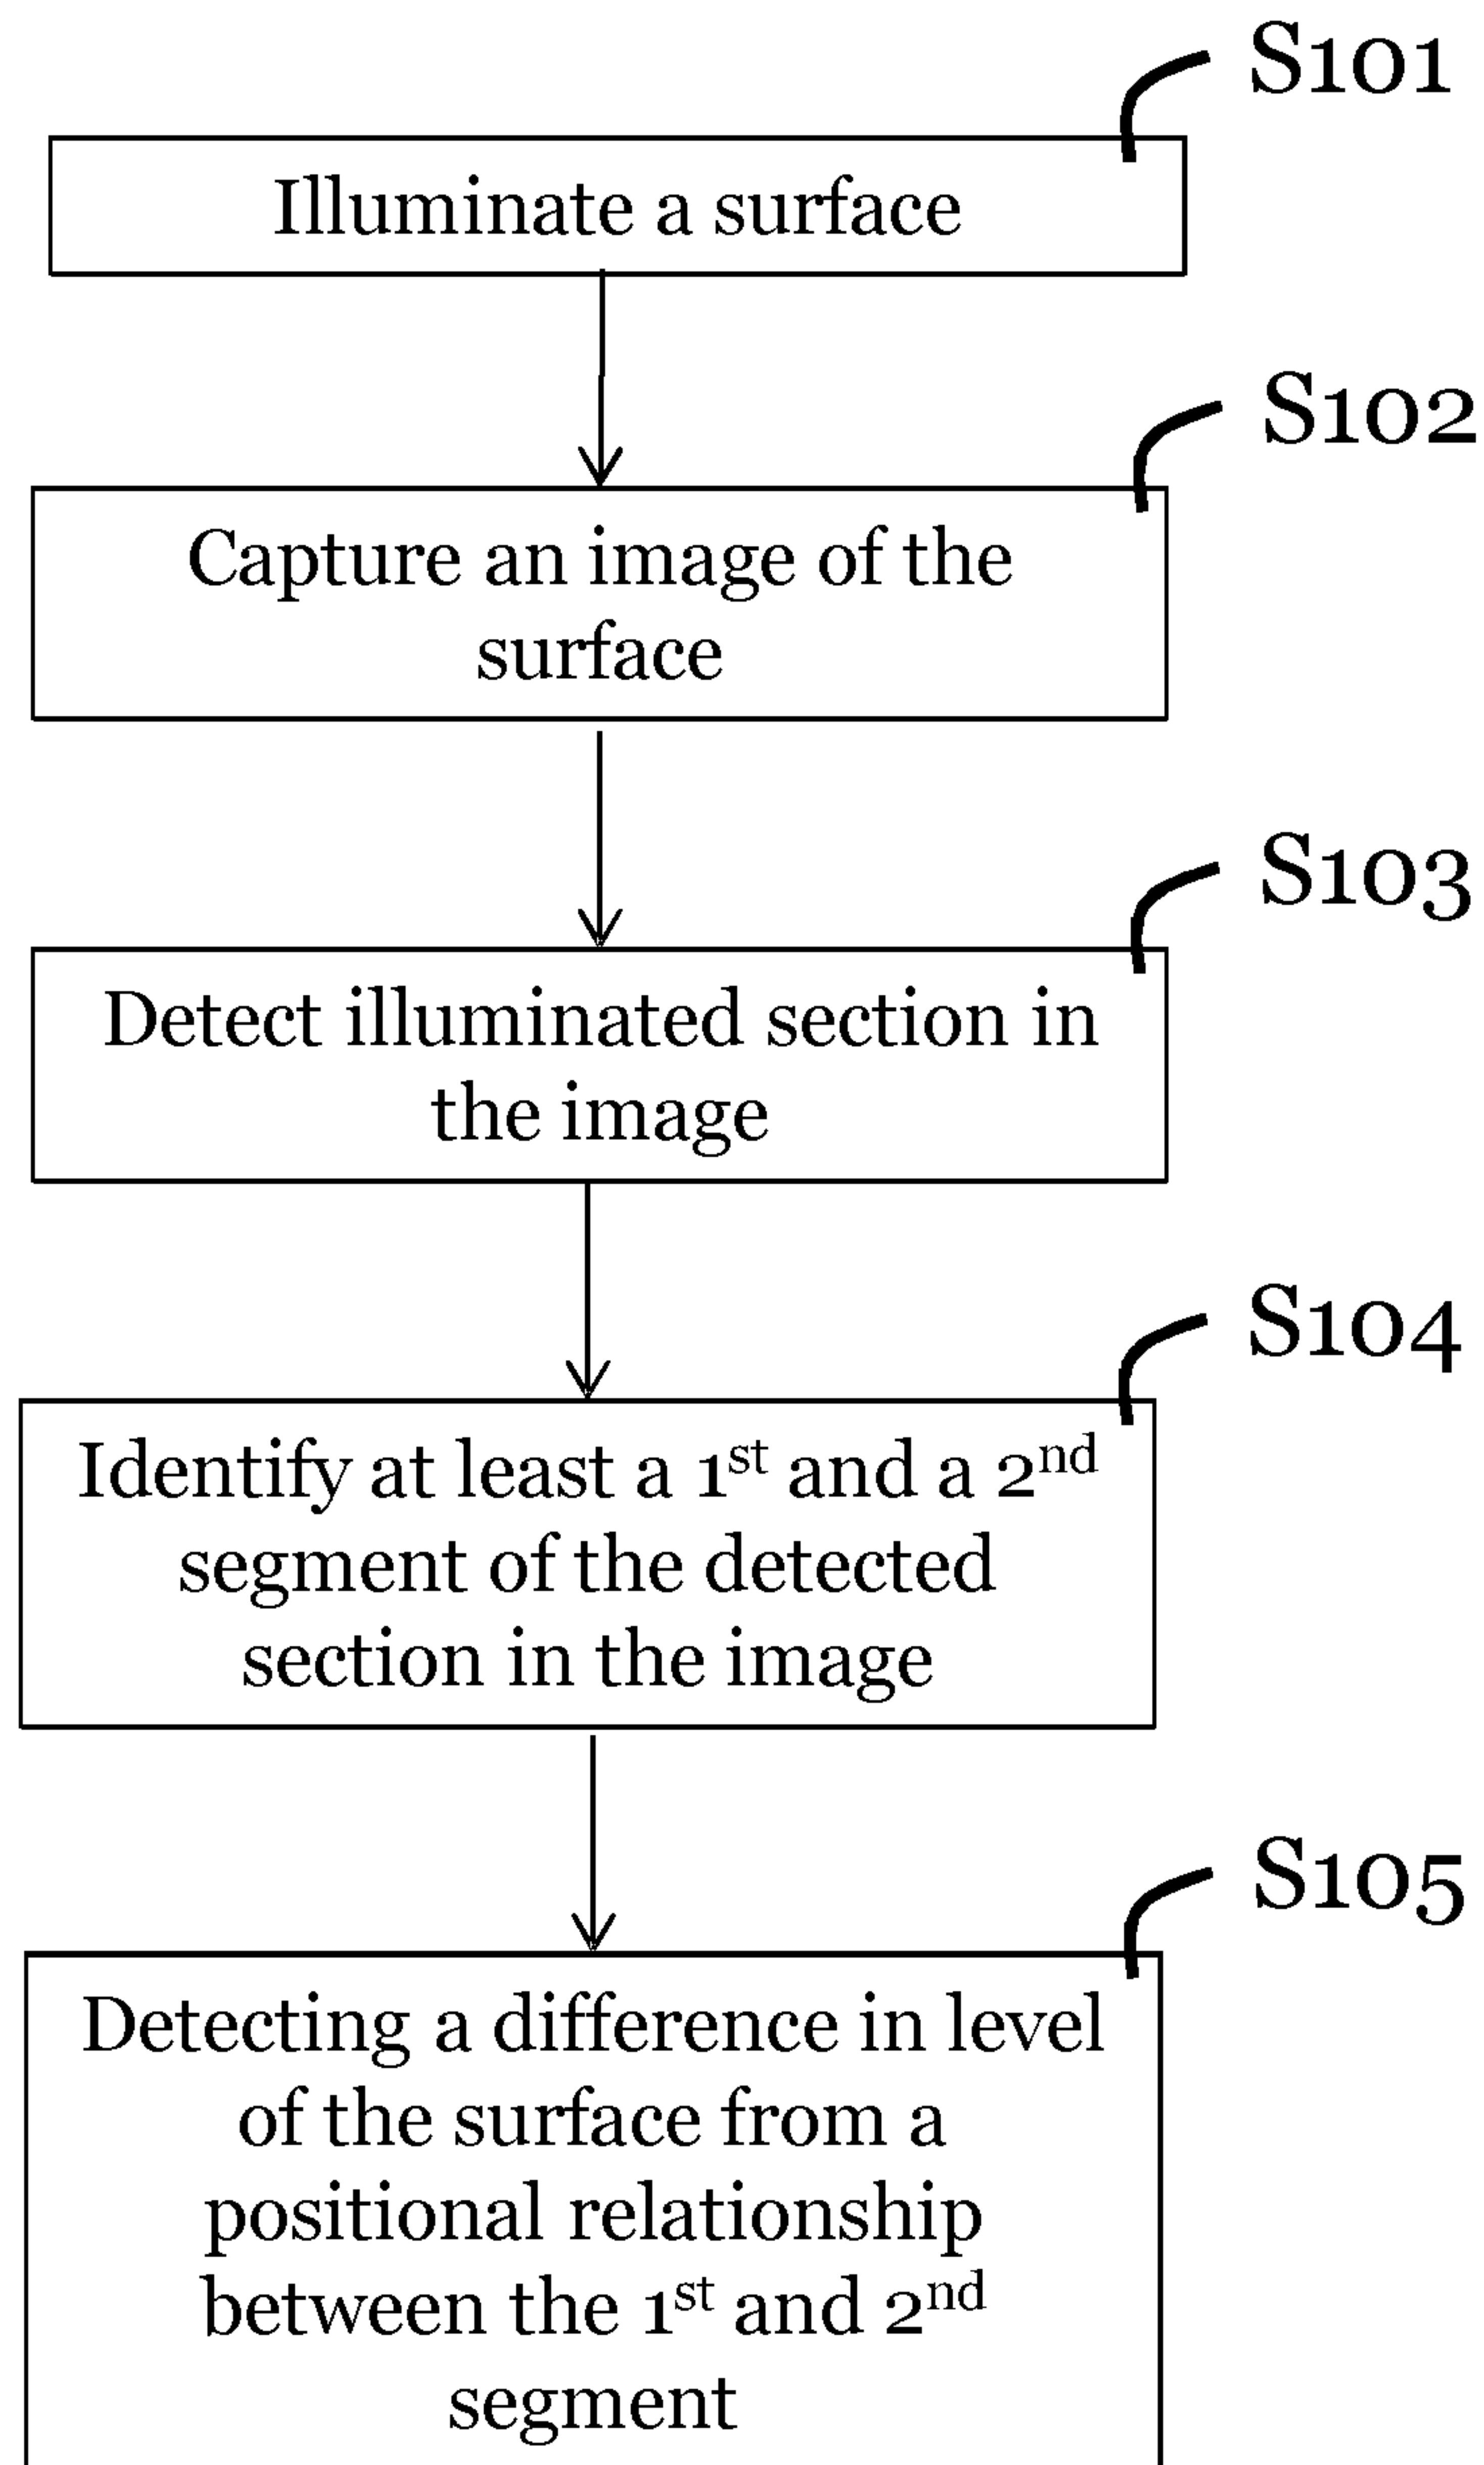 S101
Illuminate a surface
S102
Capture an image of the
surface
S103
Detect illuminated section in
the image
S104
Identify at least a 1st and a 2nd
segment of the detected
section in the image
S105
Detecting a difference in level
of the surface from a
positional relationship
between the 1st and 2nd
segment